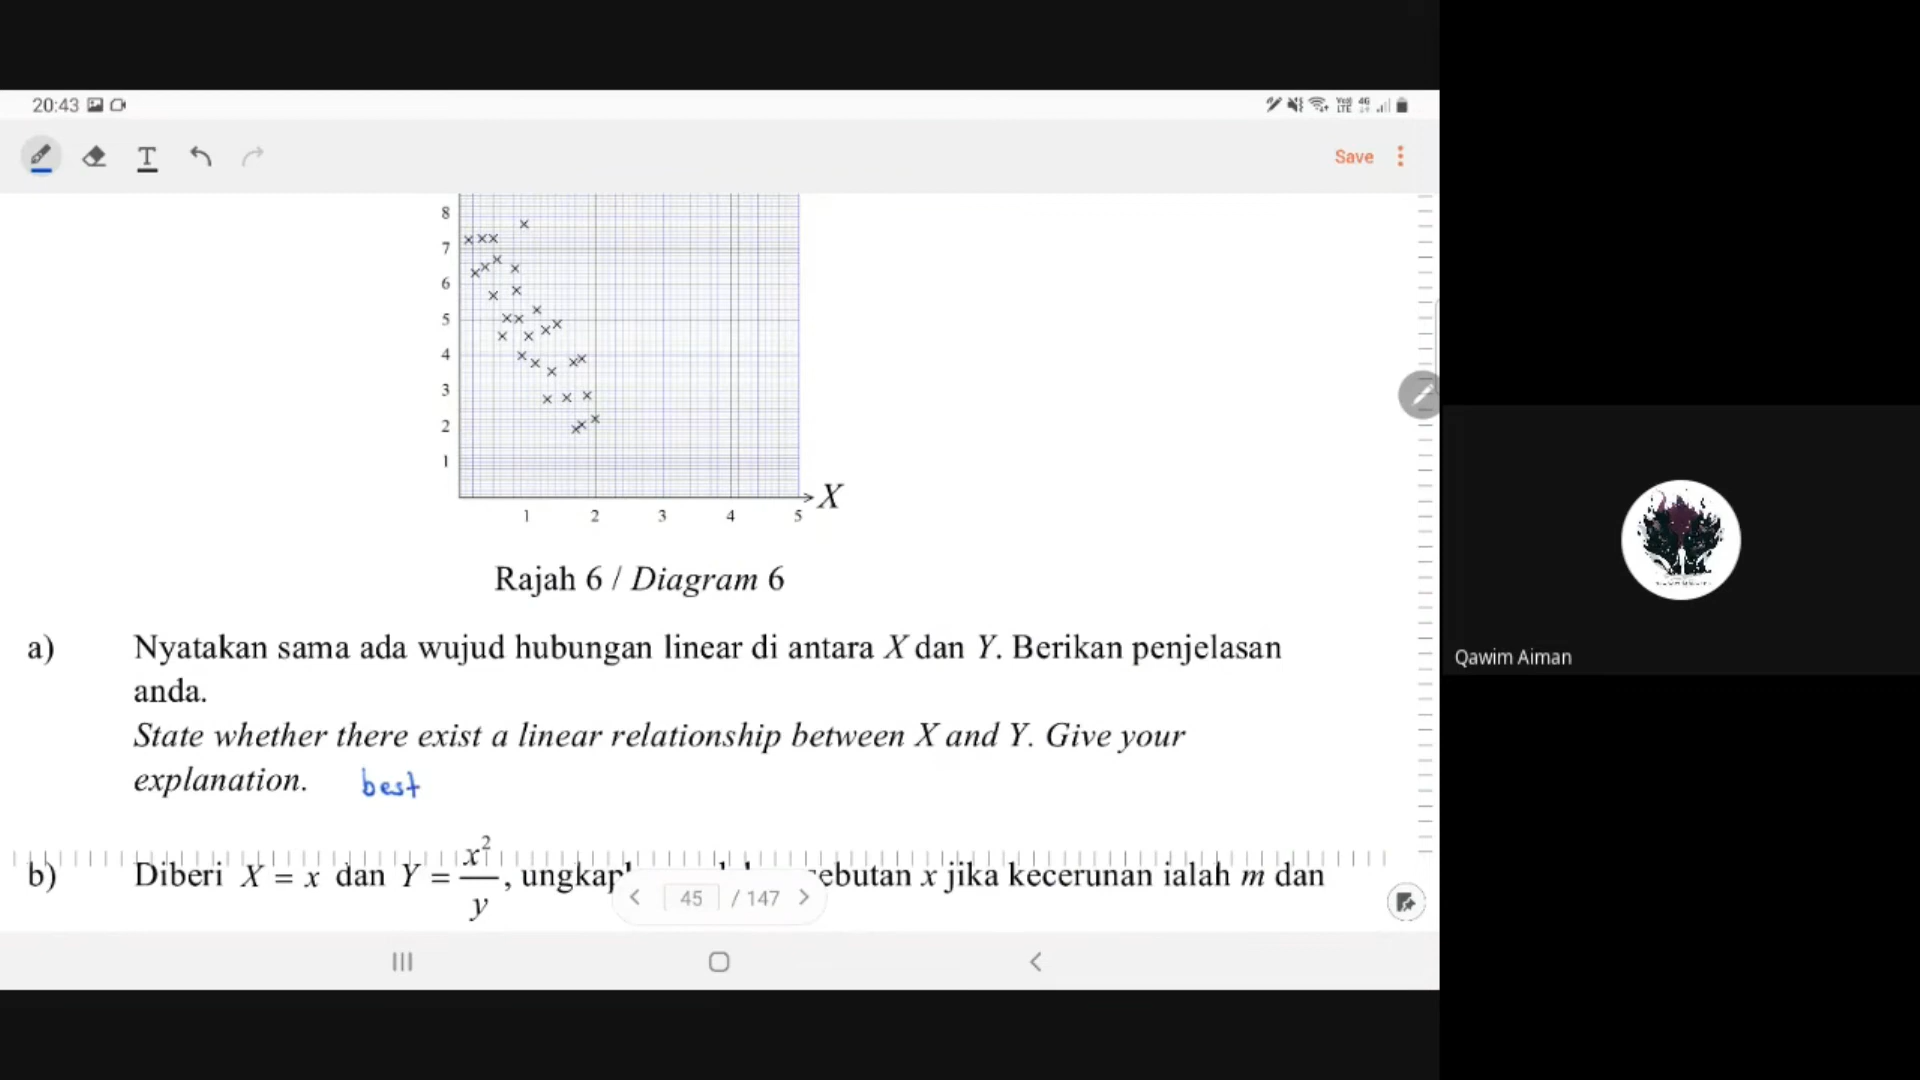 20:43
Save
8
7
6
5
4
3
2
1
X
1 2 3 4 5
Rajah 6 / Diagram 6
a) Nyatakan sama ada wujud hubungan linear di antara X dan Y. Berikan penjelasan
anda.
State whether there exist a linear relationship between X and Y. Give your
explanation. best
b) Diberi X = x dan Y = x²/y, ungkap ebutan x jika kecerunan ialah m dan
45 / 147
Qawim Aiman